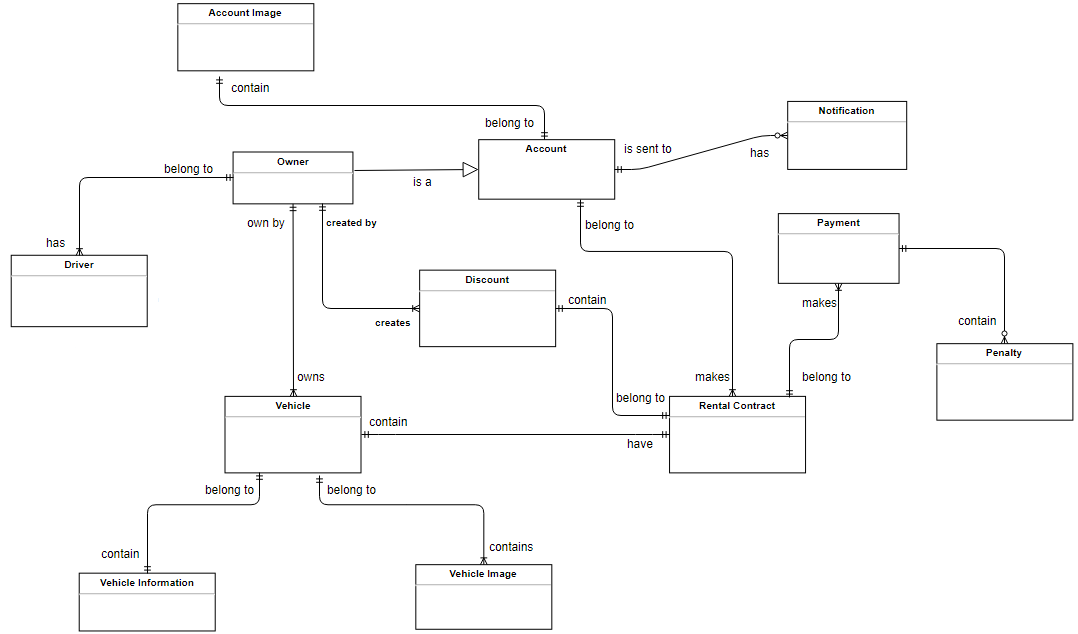 Account Image
contain
belong to
Notification
is sent to
has
Account
Owner
belong to
is a
has
own by
created by
belong to
Payment
Driver
Discount
contain
creates
makes
contain
Penalty
owns
makes
belong to
belong to
Vehicle
contain
Rental Contract
have
belong to
belong to
contain
contains
Vehicle Information
Vehicle Image